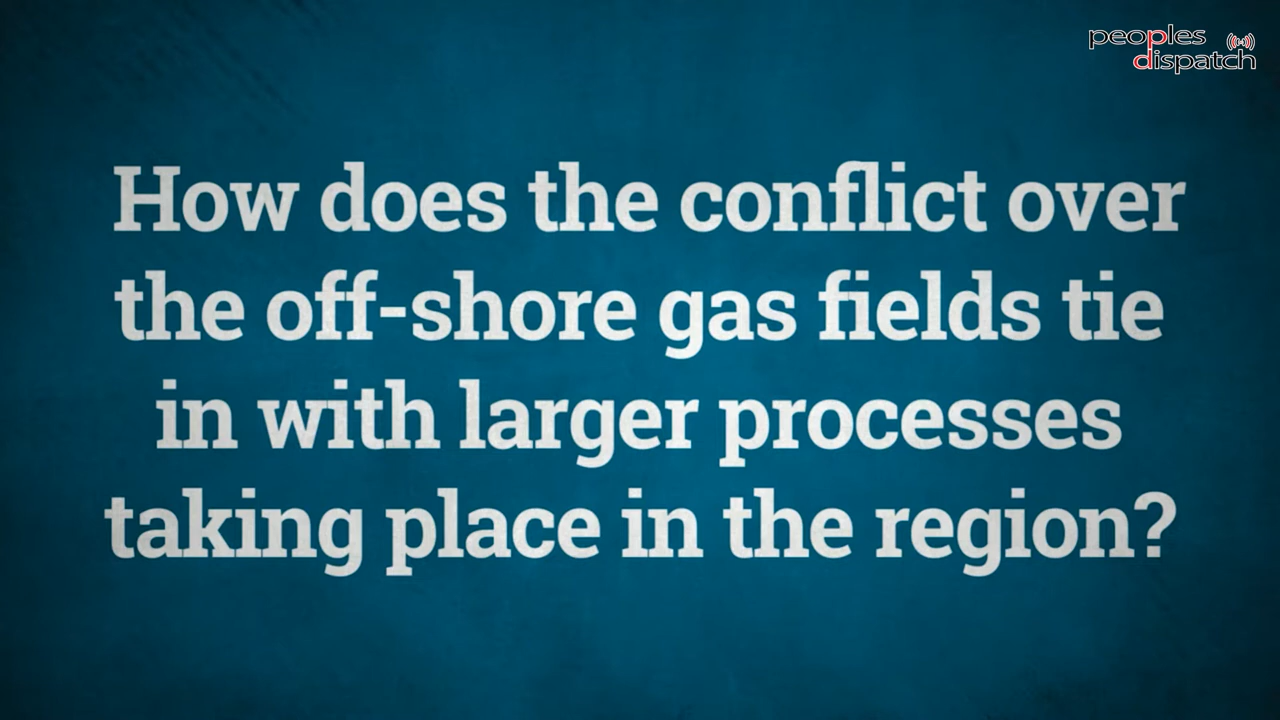 peoples
dispatch
How does the conflict over
the off-shore gas fields tie
in with larger processes
taking place in the region?